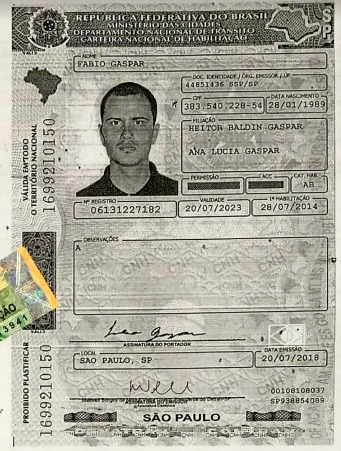 REPÚBLICA FEDERATIVA DO BRASIL
MINISTÉRIO DAS CIDADES
DEPARTAMENTO NACIONAL DE TRÂNSITO
CARTEIRA NACIONAL DE HABILITAÇÃO
SP
NOME
FABIO GASPAR
DOC. IDENTIDADE / ÓRG. EMISSOR / UF
44851436 SSP/SP
CPF
383.540.228-54
DATA NASCIMENTO
28/01/1989
FILIAÇÃO
HEITOR BALDIN GASPAR
ANA LUCIA GASPAR
PERMISSÃO
ACC
CAT. HAB.
AB
Nº REGISTRO
06131227182
VALIDADE
20/07/2023
1ª HABILITAÇÃO
28/07/2014
OBSERVAÇÕES
A
VÁLIDA EM TODO
O TERRITÓRIO NACIONAL
1699210150
ASSINATURA DO PORTADOR
LOCAL
SAO PAULO, SP
DATA EMISSÃO
20/07/2018
ASSINATURA DO EMISSOR
00108108037
SP938854089
SÃO PAULO
PROIBIDO PLASTIFICAR
1699210150